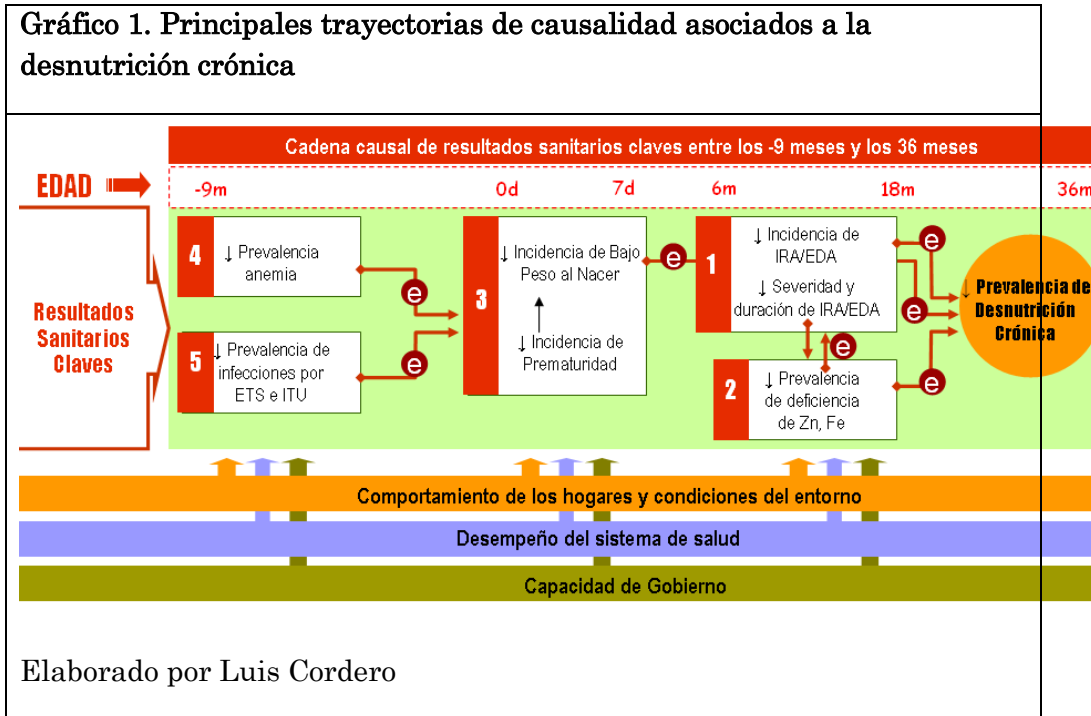 Gráfico 1. Principales trayectorias de causalidad asociados a la
desnutrición crónica
Cadena causal de resultados sanitarios claves entre los -9 meses y los 36 meses
EDAD
-9m
0d
7d
6m
18m
36m
Resultados
Sanitarios
Claves
4
↓ Prevalencia
anemia
e
5
↓ Prevalencia de
infecciones por
ETS e ITU
e
3
↓ Incidencia de Bajo
Peso al Nacer
↓ Incidencia de
Prematuridad
e
1
↓ Incidencia de
IRA/EDA
↓ Severidad y
duración de IRA/EDA
e
e
e
2
↓ Prevalencia
de deficiencia
de Zn, Fe
e
↓ Prevalencia de
Desnutrición
Crónica
Comportamiento de los hogares y condiciones del entorno
Desempeño del sistema de salud
Capacidad de Gobierno
Elaborado por Luis Cordero